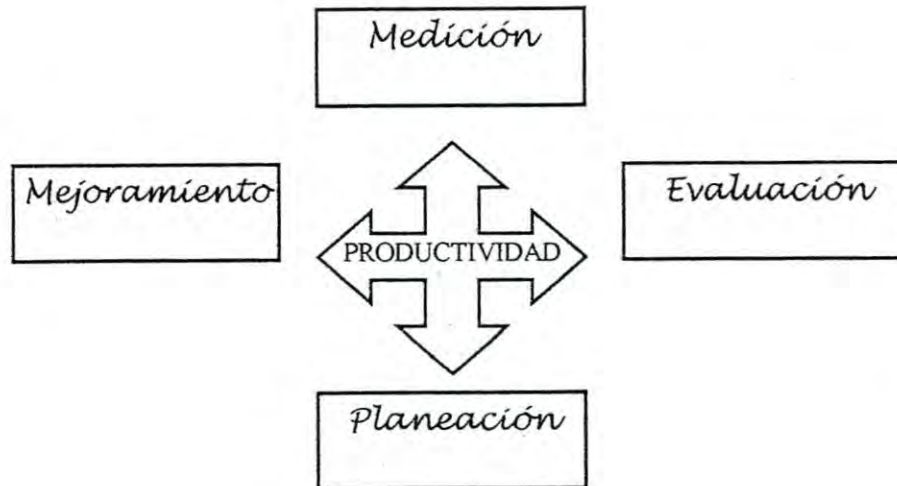 Medición
Mejoramiento
Evaluación
PRODUCTIVIDAD
Planeación